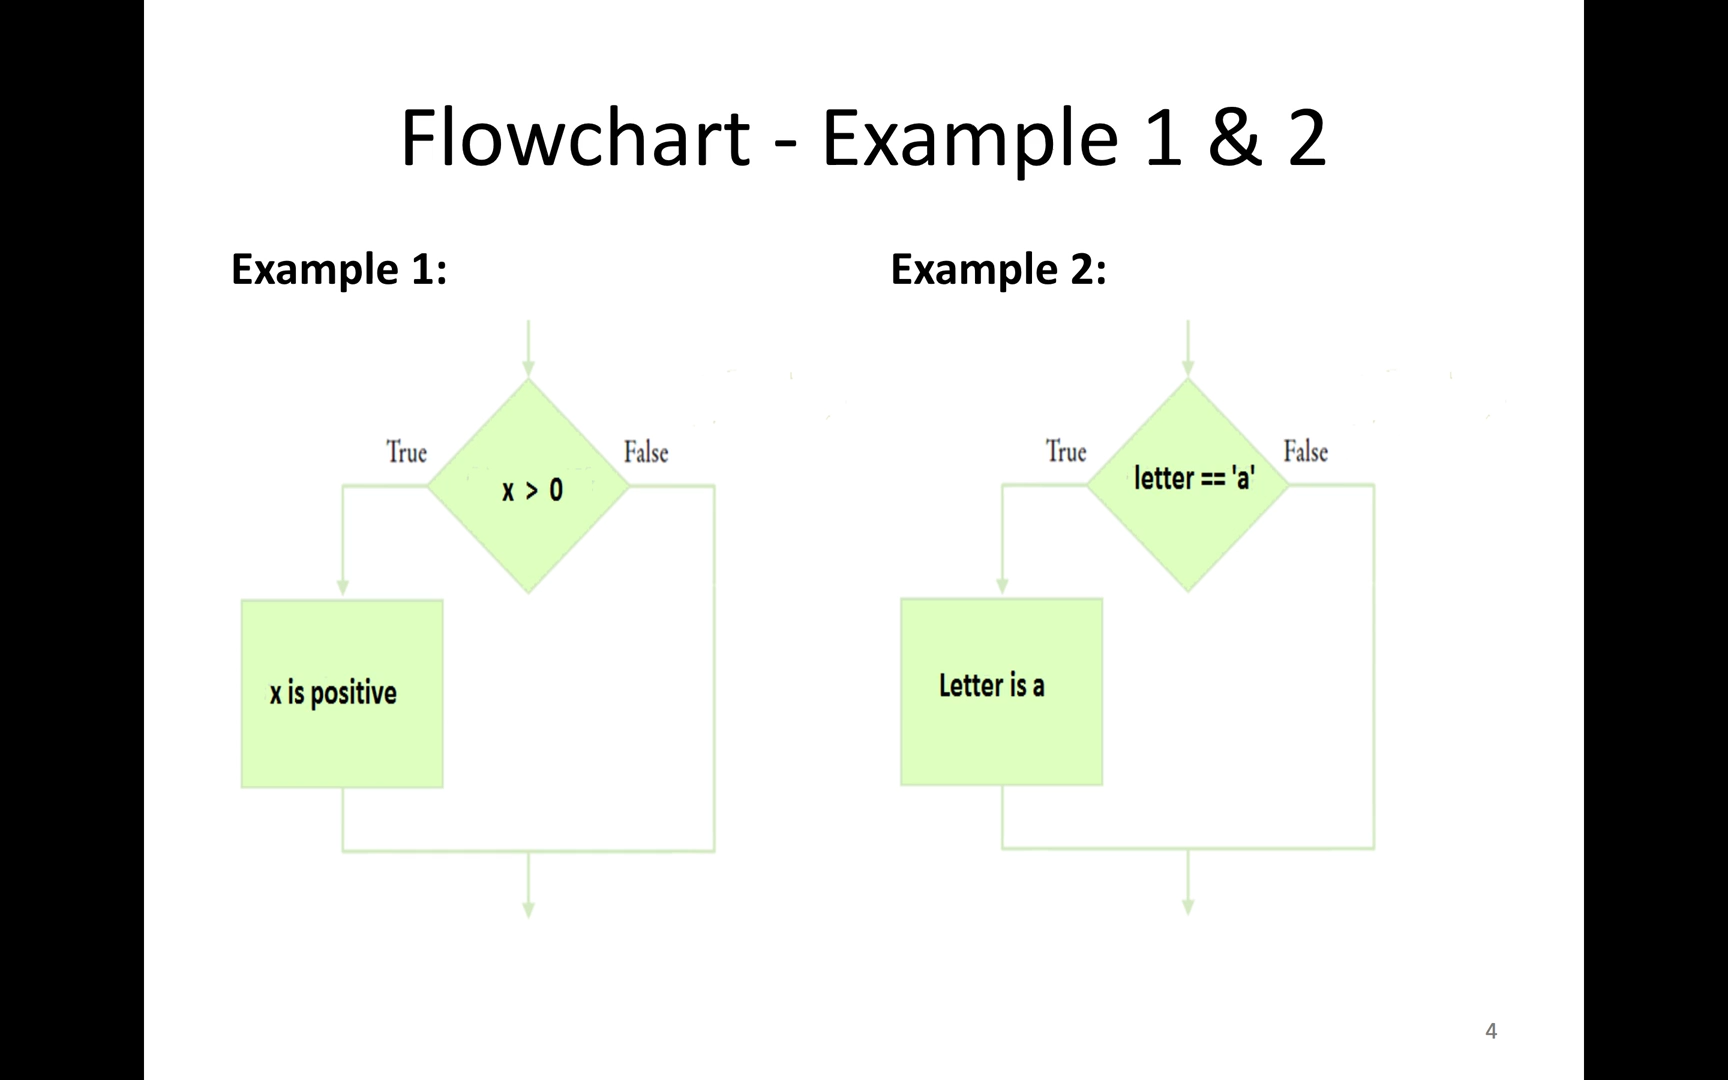 Flowchart - Example 1 & 2
Example 1:
True
False
x > 0
x is positive
Example 2:
True
False
letter == 'a'
Letter is a
4